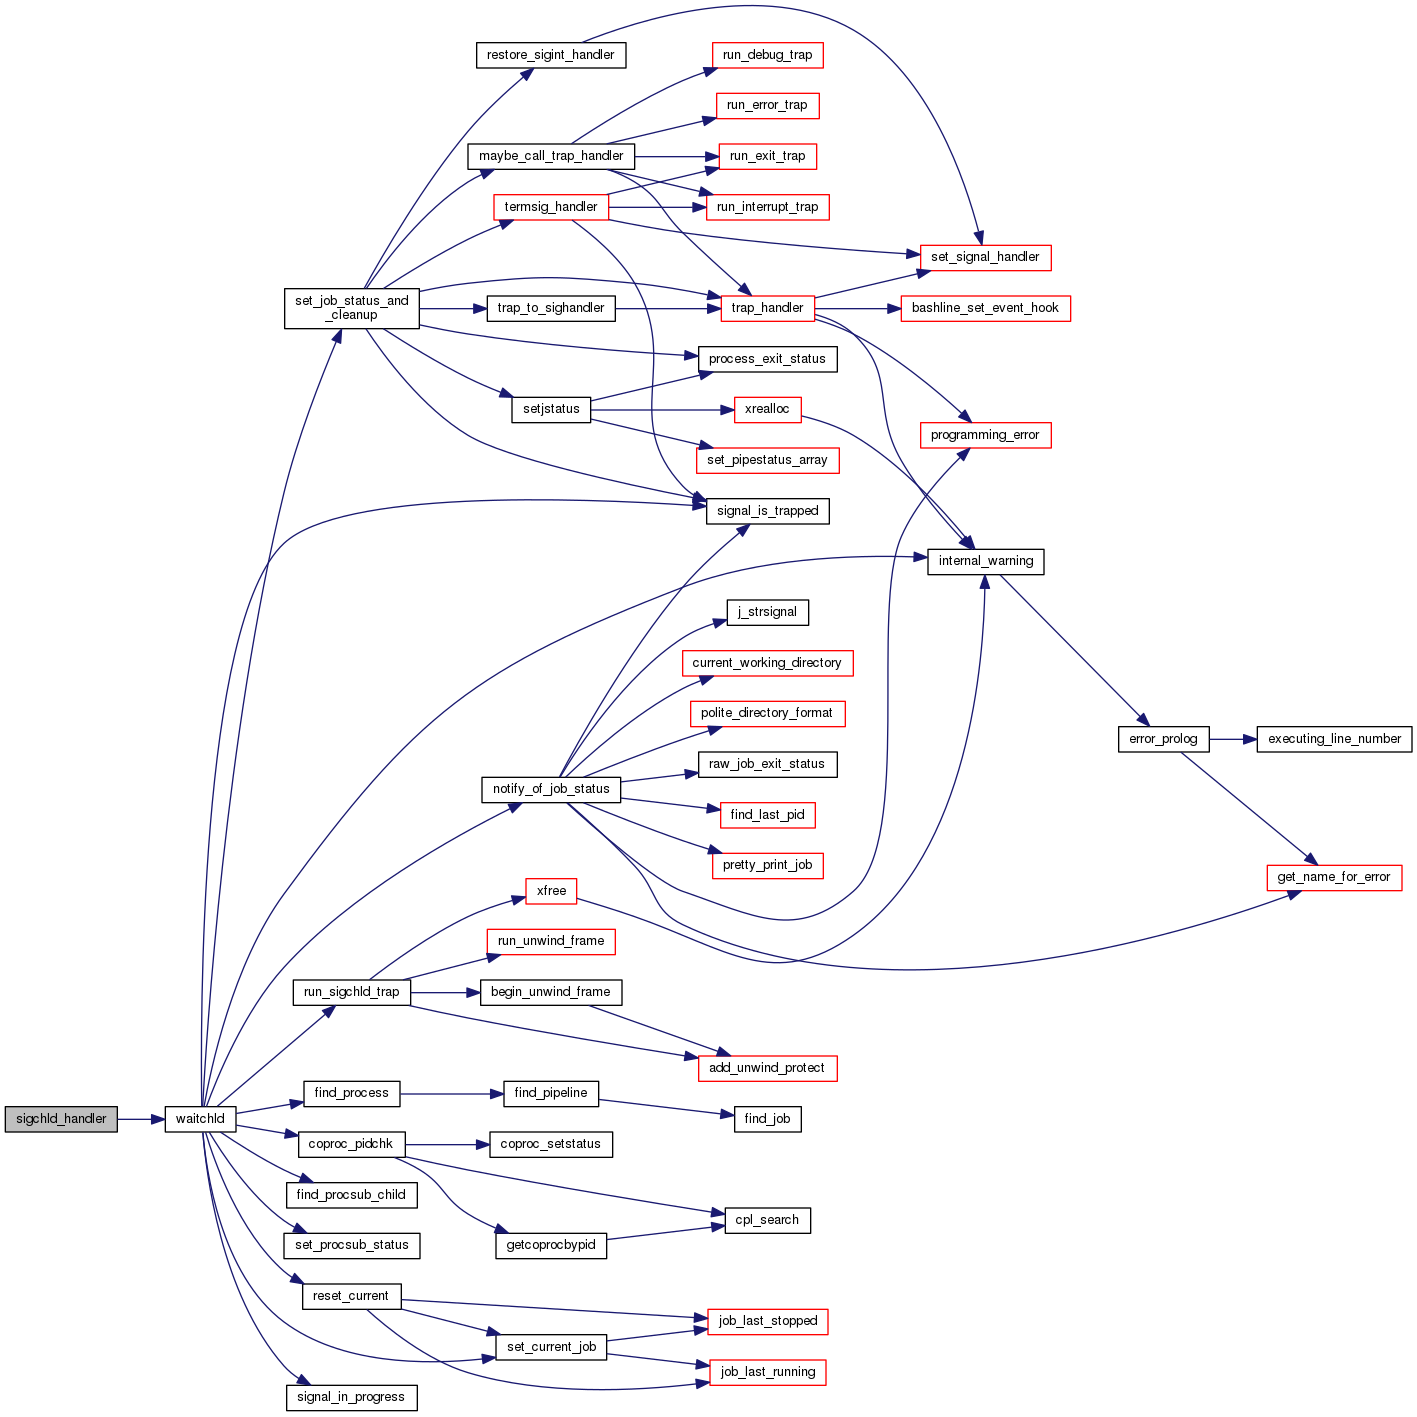 restore_sigint_handler
run_debug_trap
run_error_trap
maybe_call_trap_handler
run_exit_trap
termsig_handler
run_interrupt_trap
set_signal_handler
set_job_status_and
_cleanup
trap_to_sighandler
trap_handler
bashline_set_event_hook
process_exit_status
setjstatus
xrealloc
programming_error
set_pipestatus_array
signal_is_trapped
internal_warning
j_strsignal
current_working_directory
polite_directory_format
error_prolog
executing_line_number
raw_job_exit_status
notify_of_job_status
find_last_pid
pretty_print_job
get_name_for_error
xfree
run_unwind_frame
run_sigchld_trap
begin_unwind_frame
add_unwind_protect
find_process
find_pipeline
sigchld_handler
waitchld
find_job
coproc_pidchk
coproc_setstatus
find_procsub_child
cpl_search
set_procsub_status
getcoprocbypid
reset_current
job_last_stopped
set_current_job
job_last_running
signal_in_progress